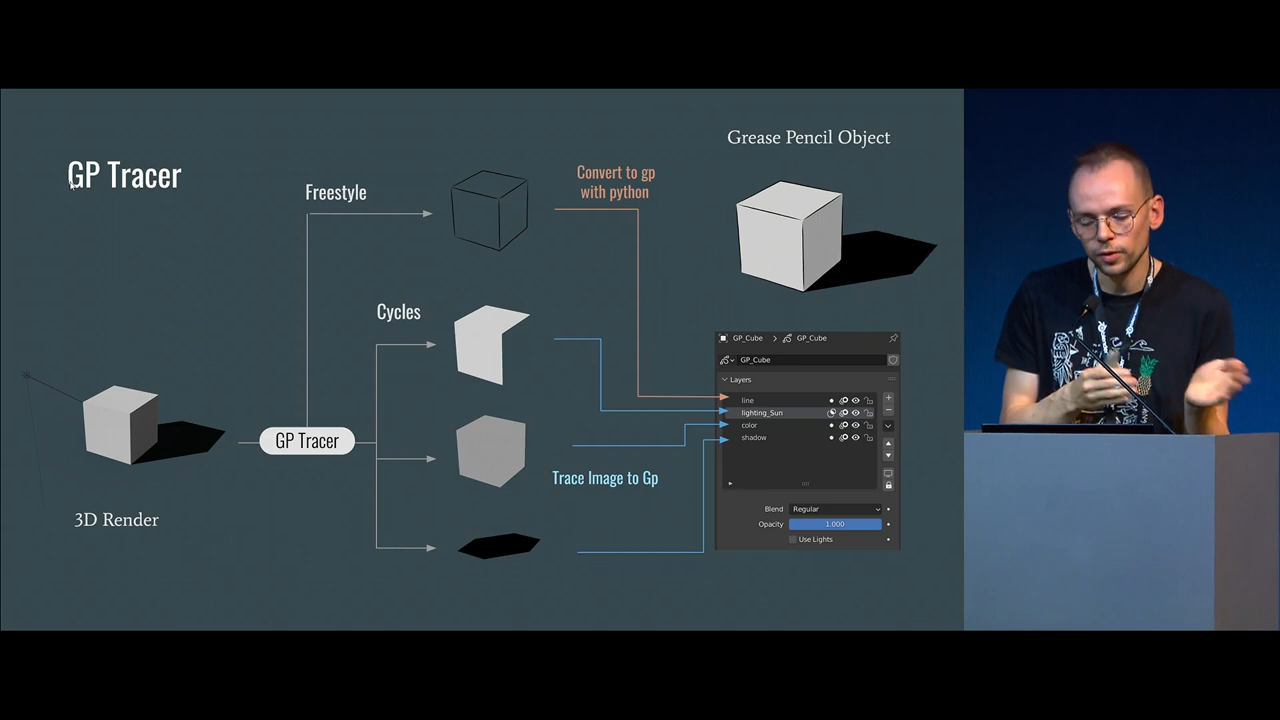 GP Tracer
Freestyle
Convert to gp
with python
Grease Pencil Object
Cycles
GP Tracer
3D Render
Trace Image to Gp
GP_Cube > GP_Cube
GP_Cube
Layers
line
lighting_Sun
color
shadow
Blend Regular
Opacity 1.000
Use Lights